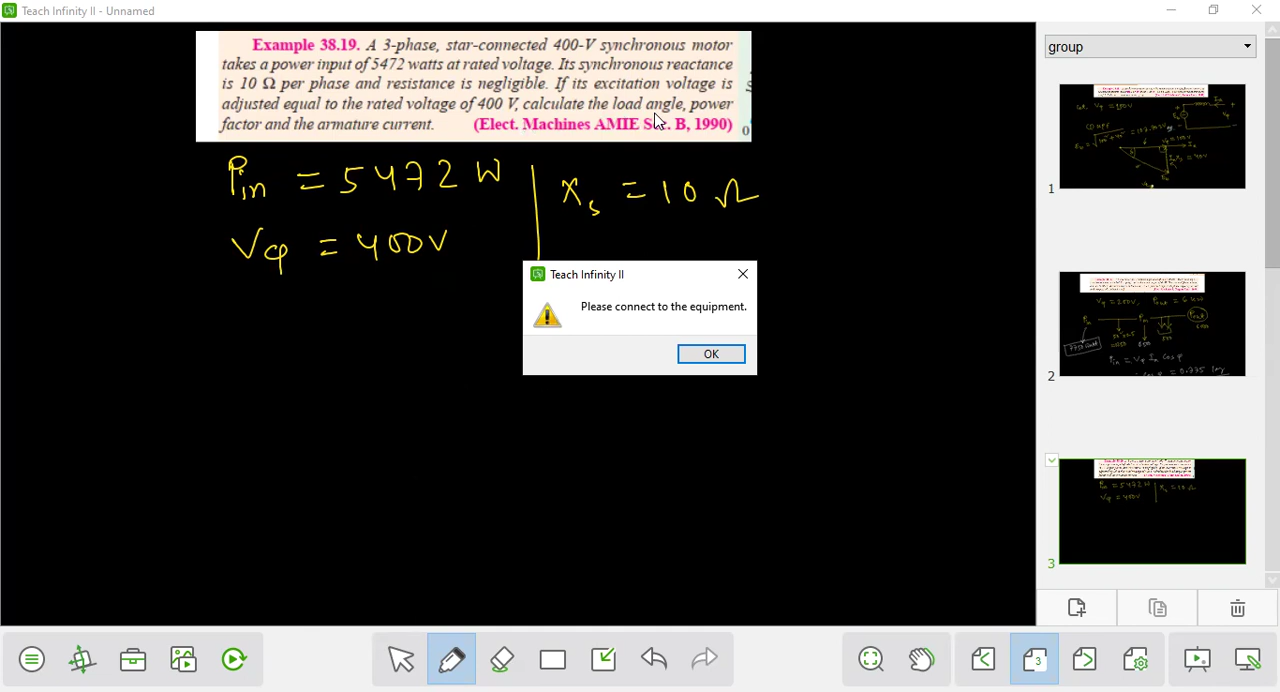 Teach Infinity II - Unnamed
Example 38.19. A 3-phase, star-connected 400-V synchronous motor
takes a power input of 5472 watts at rated voltage. Its synchronous reactance
is 10 Ω per phase and resistance is negligible. If its excitation voltage is
adjusted equal to the rated voltage of 400 V, calculate the load angle, power
factor and the armature current. (Elect. Machines AMIE Sec. B, 1990)
Pin = 5472 W
Xs = 10 Ω
Vφ = 400V
Teach Infinity II
Please connect to the equipment.
OK
group
1
2
3
3